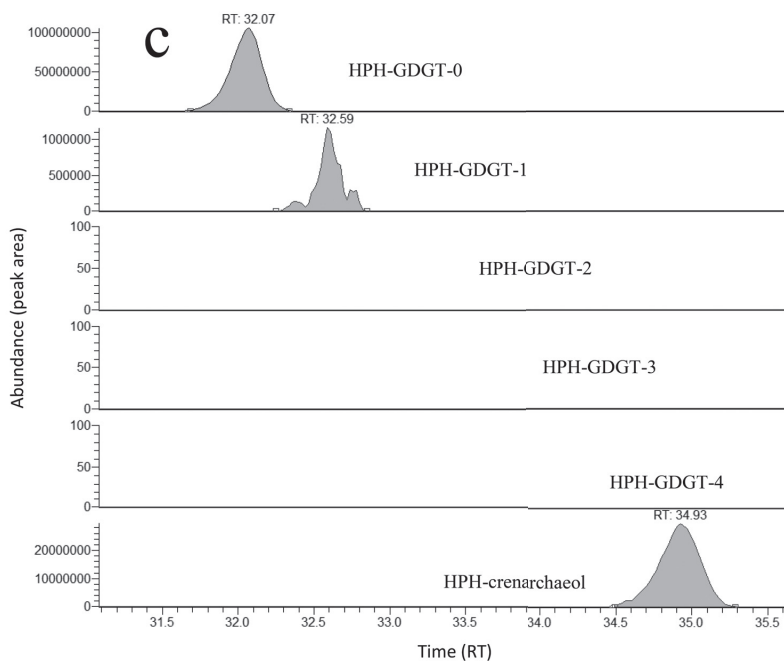 c
RT: 32.07
100000000
50000000
0
HPH-GDGT-0
RT: 32.59
1000000
500000
0
HPH-GDGT-1
100
50
0
HPH-GDGT-2
100
50
0
HPH-GDGT-3
100
50
0
HPH-GDGT-4
RT: 34.93
20000000
10000000
0
HPH-crenarchaeol
31.5 32.0 32.5 33.0 33.5 34.0 34.5 35.0 35.5
Time (RT)
Abundance (peak area)